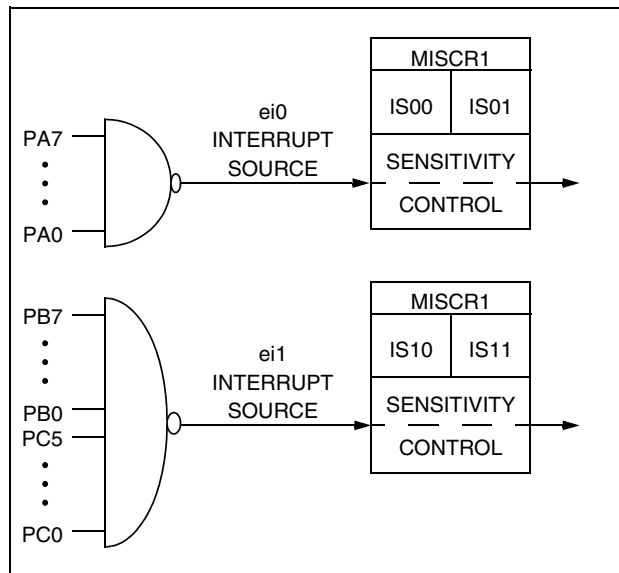 MISCR1
IS00 IS01
ei0
INTERRUPT
SOURCE
PA7
PA0
SENSITIVITY
CONTROL
MISCR1
IS10 IS11
PB7
ei1
INTERRUPT
SOURCE
PB0
PC5
PC0
SENSITIVITY
CONTROL